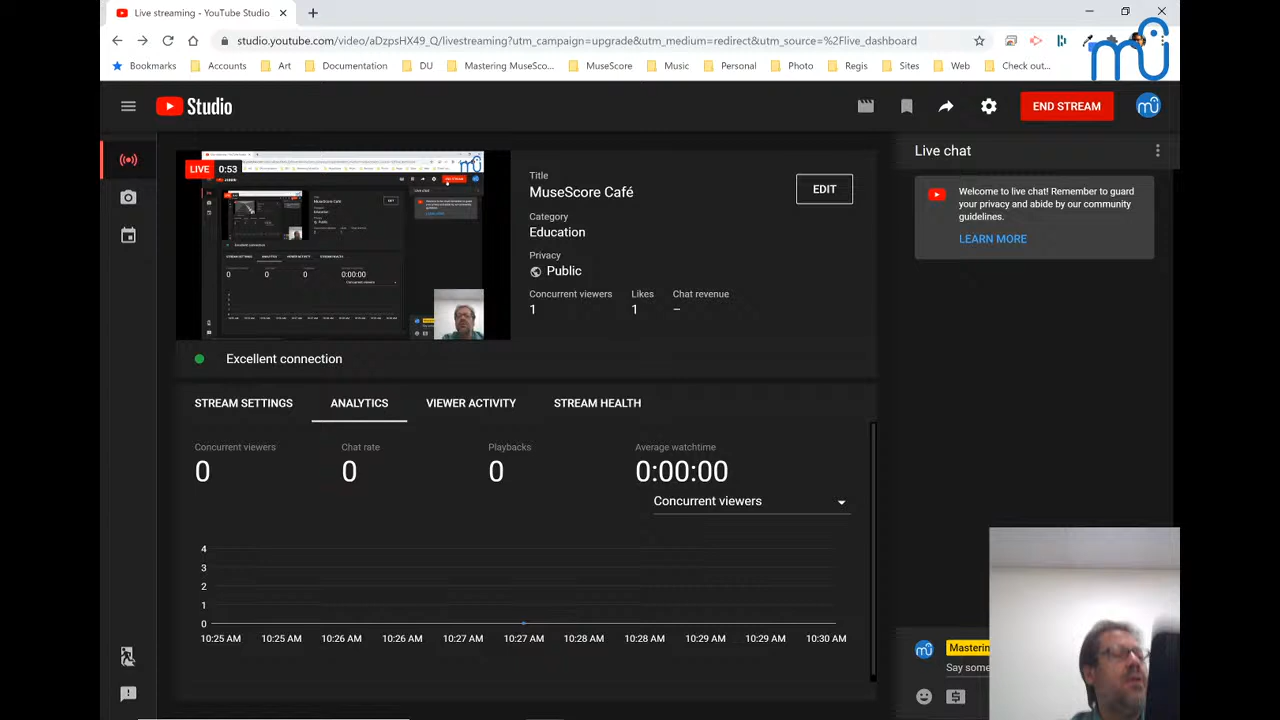 Live streaming - YouTube Studio
studio.youtube.com/video/aDzpsHX49_
streaming?utm_campaign=upgrade&utm_medium=redirect&utm_source=%2Flive_dashboard
Bookmarks Accounts Art Documentation DU Mastering MuseSco... MuseScore Music Personal Photo Regis Sites Web Check out...
Studio
END STREAM
LIVE 0:53
Title
MuseScore Café
EDIT
Category
Education
Privacy
Public
Concurrent viewers Likes Chat revenue
1 1 –
Excellent connection
Live chat
Welcome to live chat! Remember to guard
your privacy and abide by our community
guidelines.
LEARN MORE
STREAM SETTINGS ANALYTICS VIEWER ACTIVITY STREAM HEALTH
Concurrent viewers Chat rate Playbacks Average watchtime
0 0 0 0:00:00
Concurrent viewers
4
3
2
1
0
10:25 AM 10:25 AM 10:26 AM 10:26 AM 10:27 AM 10:27 AM 10:28 AM 10:28 AM 10:29 AM 10:29 AM 10:30 AM
Mastering
Say some